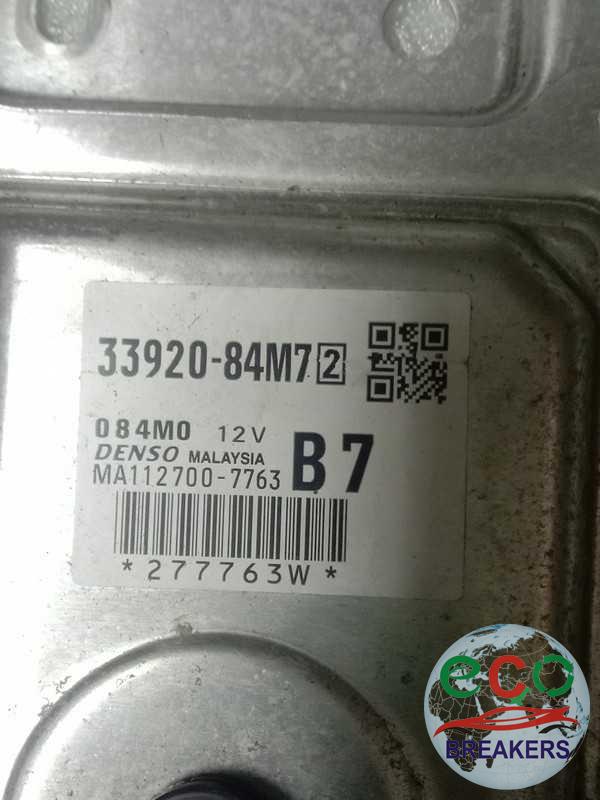 33920-84M7 2
084M0 12V
DENSO MALAYSIA
MA112700-7763 B7
*277763W*
eco
BREAKERS